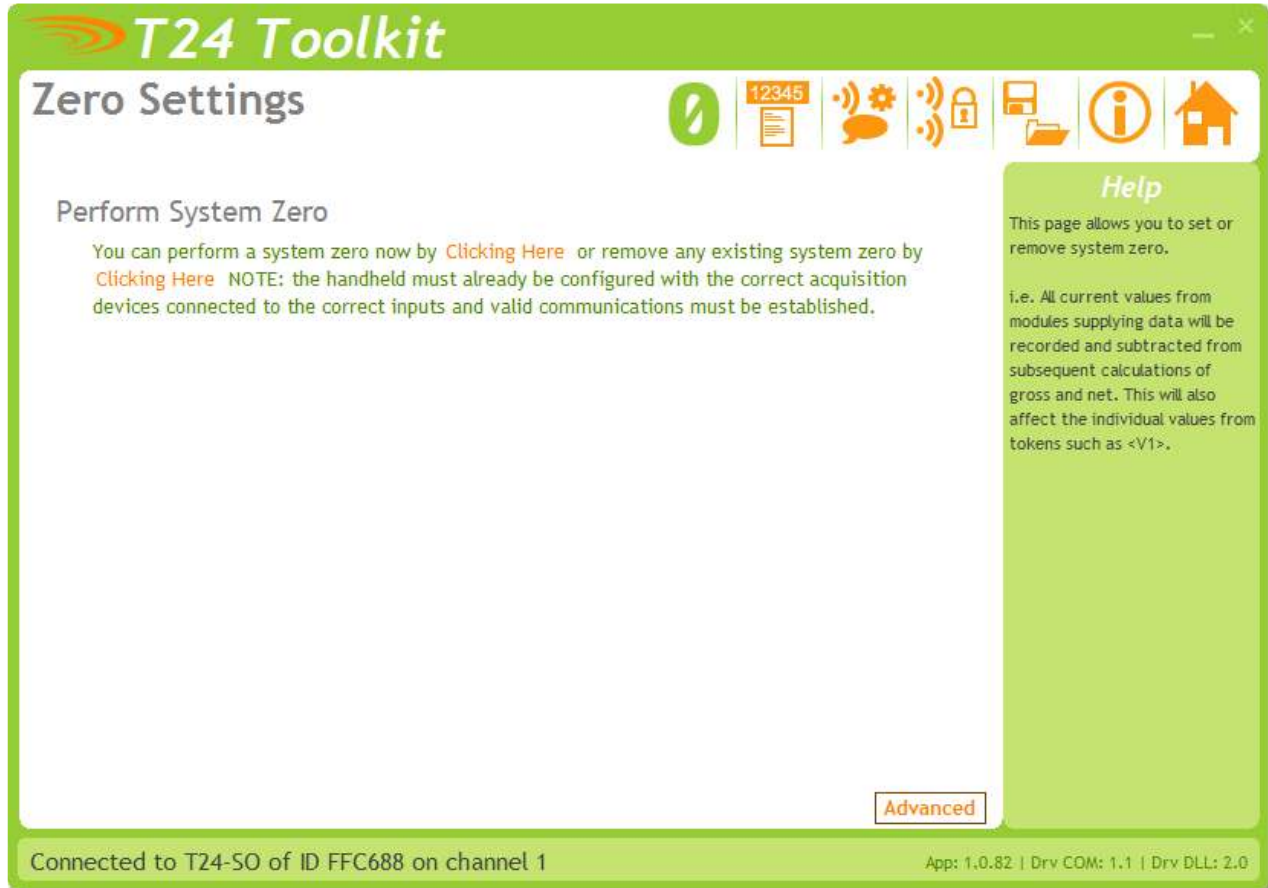 T24 Toolkit
Zero Settings
0
12345
Perform System Zero
You can perform a system zero now by Clicking Here or remove any existing system zero by
Clicking Here NOTE: the handheld must already be configured with the correct acquisition
devices connected to the correct inputs and valid communications must be established.
Help
This page allows you to set or
remove system zero.
i.e. All current values from
modules supplying data will be
recorded and subtracted from
subsequent calculations of
gross and net. This will also
affect the individual values from
tokens such as <V1>.
Advanced
Connected to T24-SO of ID FFC688 on channel 1
App: 1.0.82 | Drv COM: 1.1 | Drv DLL: 2.0